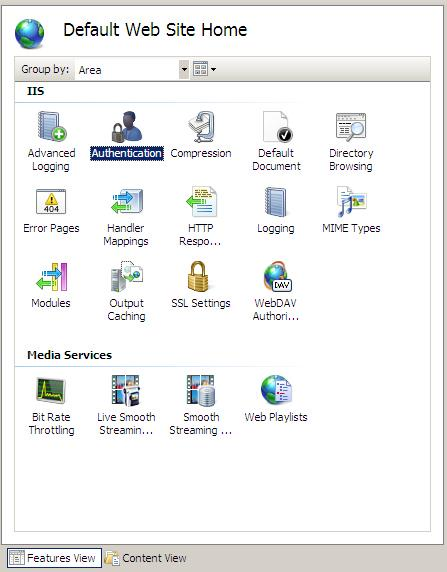 Default Web Site Home
Group by: Area
IIS
Advanced Logging
Authentication
Compression
Default Document
Directory Browsing
Error Pages
404
Handler Mappings
HTTP Respo...
Logging
MIME Types
Modules
Output Caching
SSL Settings
WebDAV Authori...
DAV
Media Services
Bit Rate Throttling
Live Smooth Streamin...
Smooth Streaming ...
Web Playlists
Features View
Content View